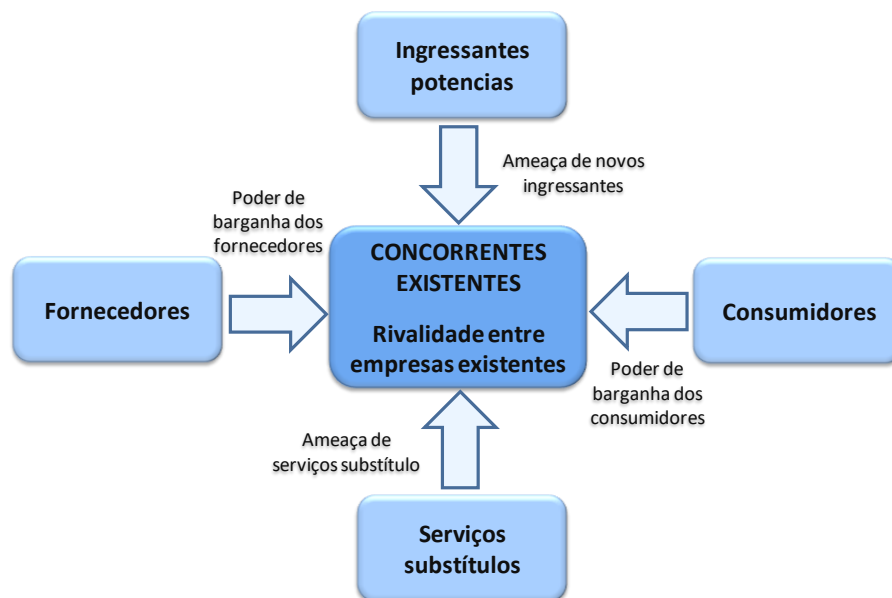 Ingressantes
potencias
Ameaça de novos
ingressantes
Poder de
barganha dos
fornecedores
CONCORRENTES
EXISTENTES
Rivalidade entre
empresas existentes
Fornecedores
Consumidores
Poder de
barganha dos
consumidores
Ameaça de
serviços substítulo
Serviços
substítulos